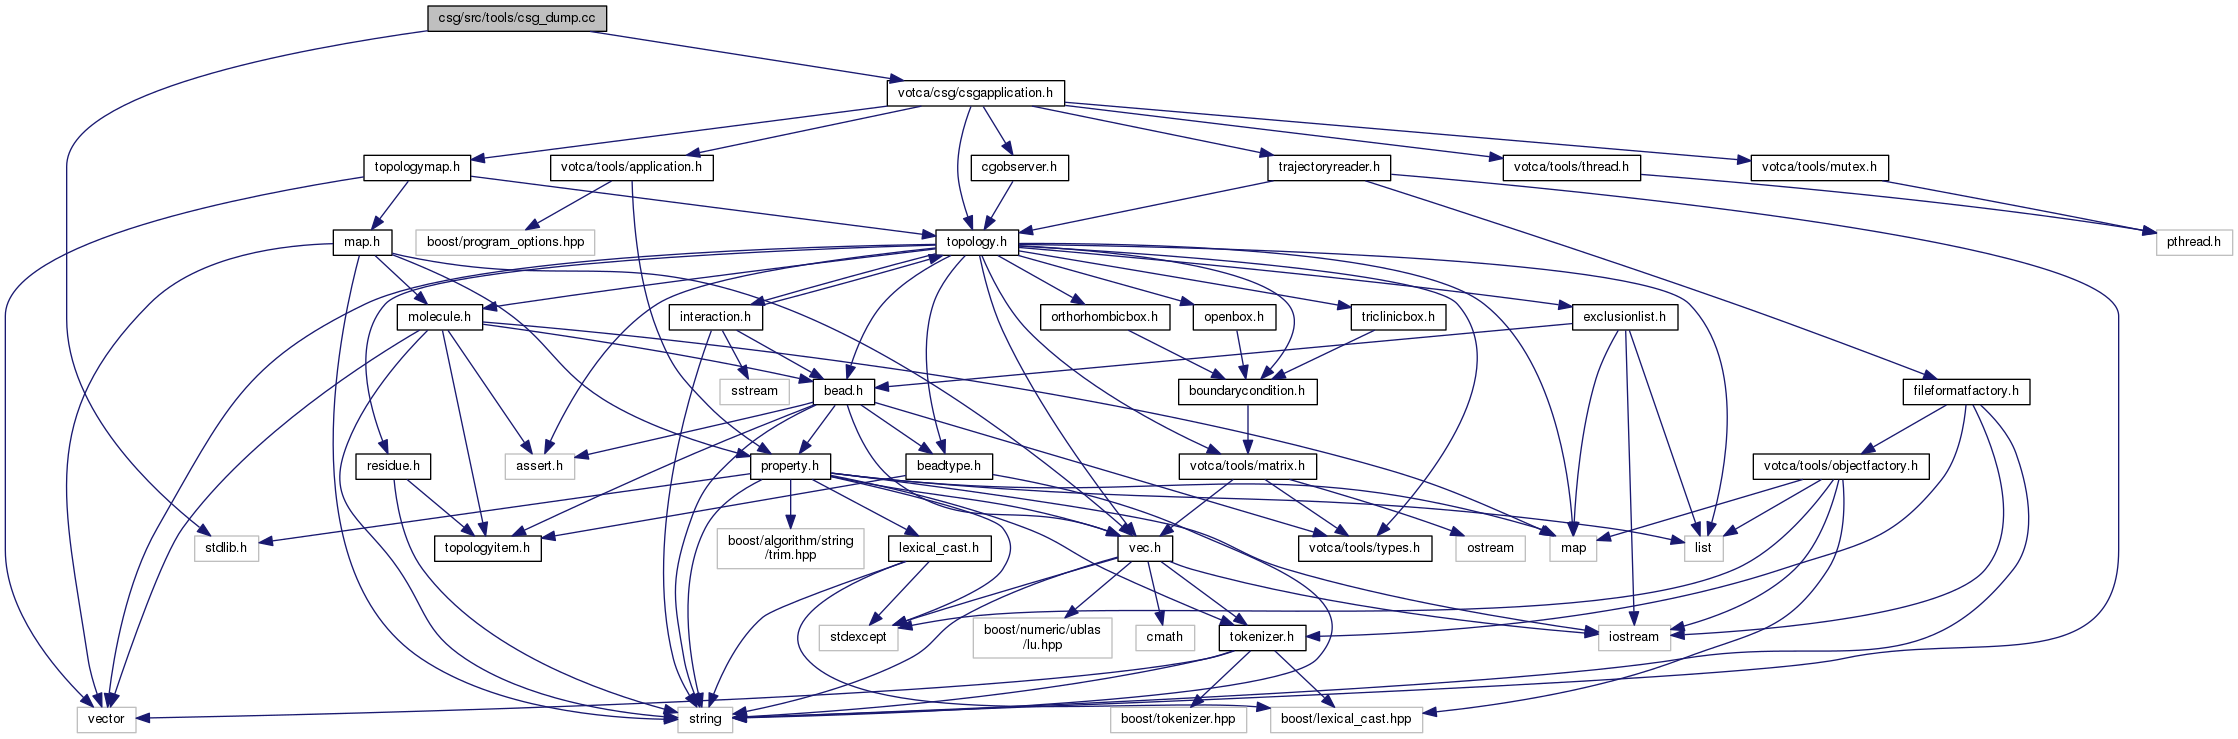 csg/src/tools/csg_dump.cc
votca/csg/csgapplication.h
topologymap.h
votca/tools/application.h
cgobserver.h
trajectoryreader.h
votca/tools/thread.h
votca/tools/mutex.h
map.h
boost/program_options.hpp
topology.h
pthread.h
molecule.h
interaction.h
orthorhombicbox.h
openbox.h
triclinicbox.h
exclusionlist.h
sstream
bead.h
boundarycondition.h
fileformatfactory.h
residue.h
assert.h
property.h
beadtype.h
votca/tools/matrix.h
votca/tools/objectfactory.h
stdlib.h
topologyitem.h
boost/algorithm/string
/trim.hpp
lexical_cast.h
vec.h
votca/tools/types.h
ostream
map
list
stdexcept
boost/numeric/ublas
/lu.hpp
cmath
tokenizer.h
iostream
vector
string
boost/tokenizer.hpp
boost/lexical_cast.hpp